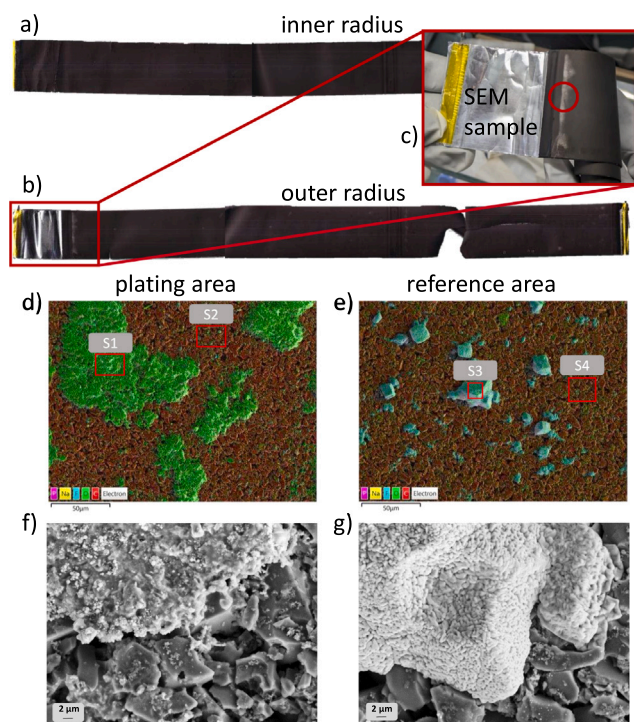 a)
inner radius
SEM
sample
c)
b)
outer radius
plating area
reference area
d)
S1
S2
Na
Electron
50µm
e)
S3
S4
Na
Electron
50µm
f)
2 µm
g)
2 µm